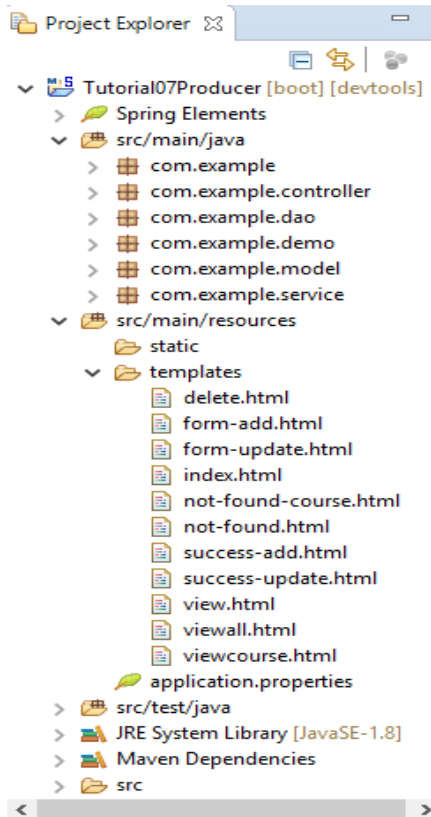 Project Explorer
Tutorial07Producer [boot] [devtools]
Spring Elements
src/main/java
com.example
com.example.controller
com.example.dao
com.example.demo
com.example.model
com.example.service
src/main/resources
static
templates
delete.html
form-add.html
form-update.html
index.html
not-found-course.html
not-found.html
success-add.html
success-update.html
view.html
viewall.html
viewcourse.html
application.properties
src/test/java
JRE System Library [JavaSE-1.8]
Maven Dependencies
src